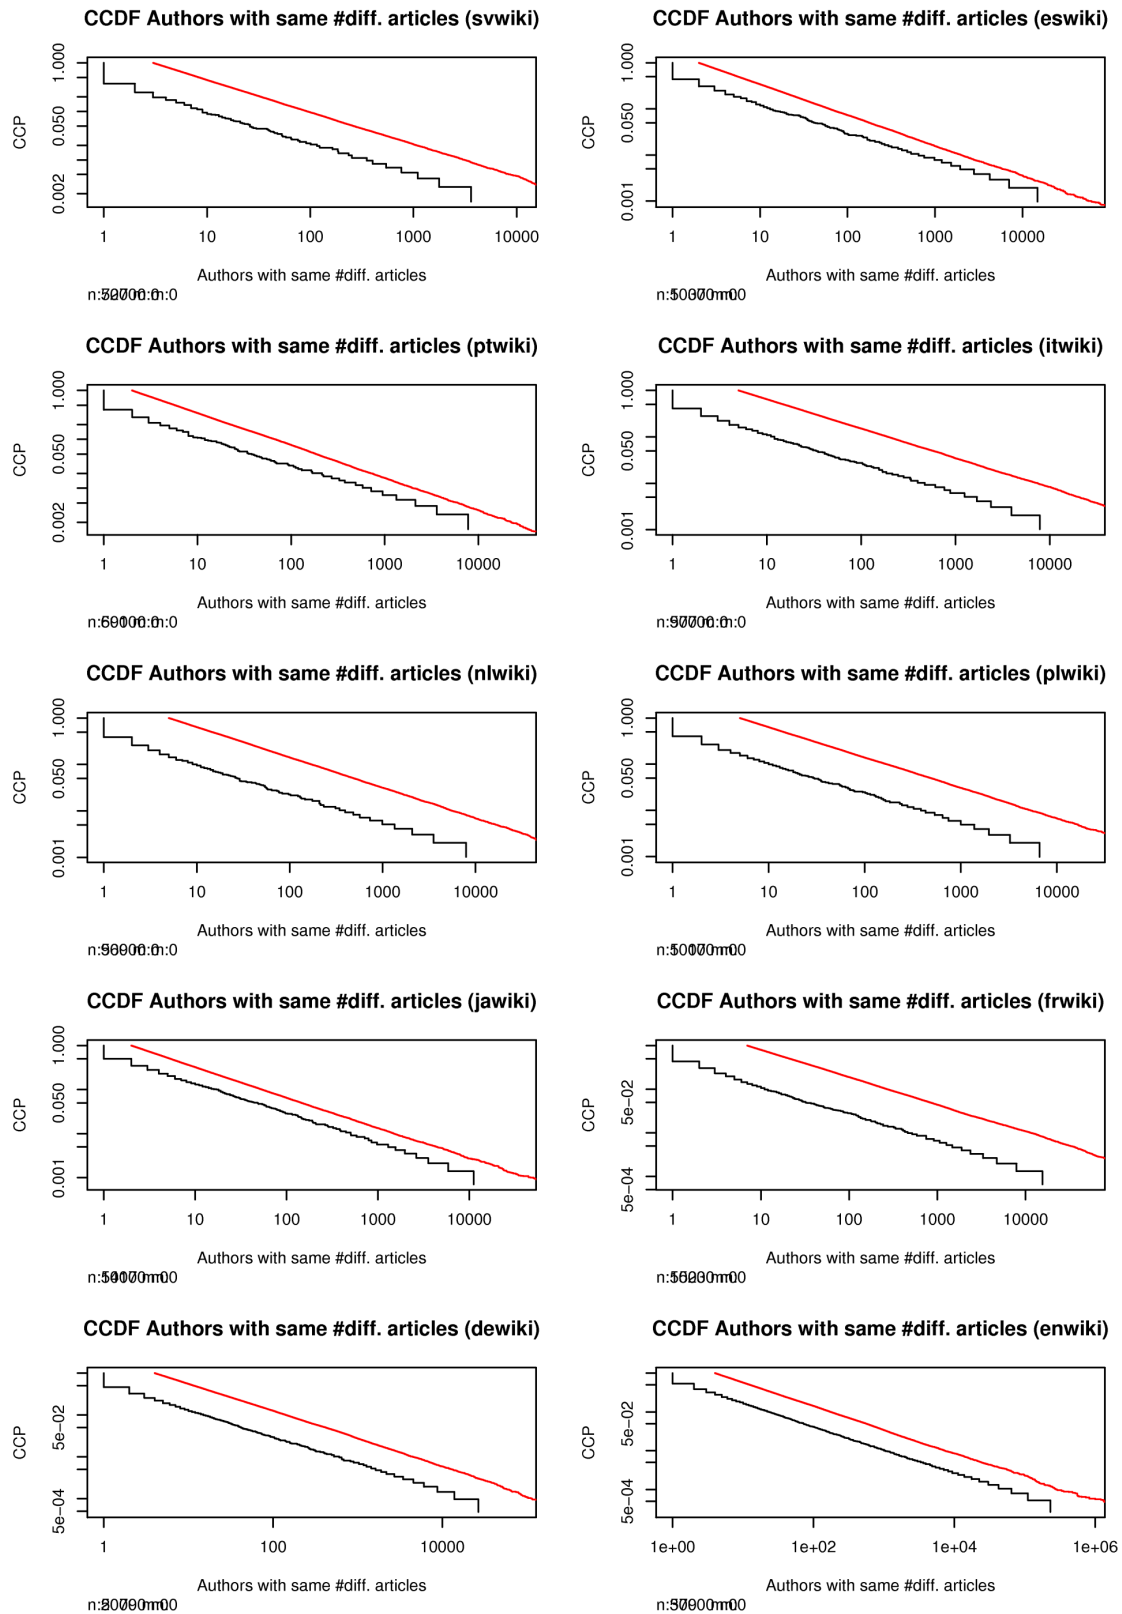 CCDF Authors with same #diff. articles (svwiki)
CCP
1.000
0.050
0.002
1 10 100 1000 10000
Authors with same #diff. articles
CCDF Authors with same #diff. articles (eswiki)
CCP
1.000
0.050
0.001
1 10 100 1000 10000
Authors with same #diff. articles
CCDF Authors with same #diff. articles (ptwiki)
CCP
1.000
0.050
0.002
1 10 100 1000 10000
Authors with same #diff. articles
CCDF Authors with same #diff. articles (itwiki)
CCP
1.000
0.050
0.001
1 10 100 1000 10000
Authors with same #diff. articles
CCDF Authors with same #diff. articles (nlwiki)
CCP
1.000
0.050
0.001
1 10 100 1000 10000
Authors with same #diff. articles
CCDF Authors with same #diff. articles (plwiki)
CCP
1.000
0.050
0.001
1 10 100 1000 10000
Authors with same #diff. articles
CCDF Authors with same #diff. articles (jawiki)
CCP
1.000
0.050
0.001
1 10 100 1000 10000
Authors with same #diff. articles
CCDF Authors with same #diff. articles (frwiki)
CCP
5e−02
5e−04
1 10 100 1000 10000
Authors with same #diff. articles
CCDF Authors with same #diff. articles (dewiki)
CCP
5e−02
5e−04
1 100 10000
Authors with same #diff. articles
CCDF Authors with same #diff. articles (enwiki)
CCP
5e−02
5e−04
1e+00 1e+02 1e+04 1e+06
Authors with same #diff. articles